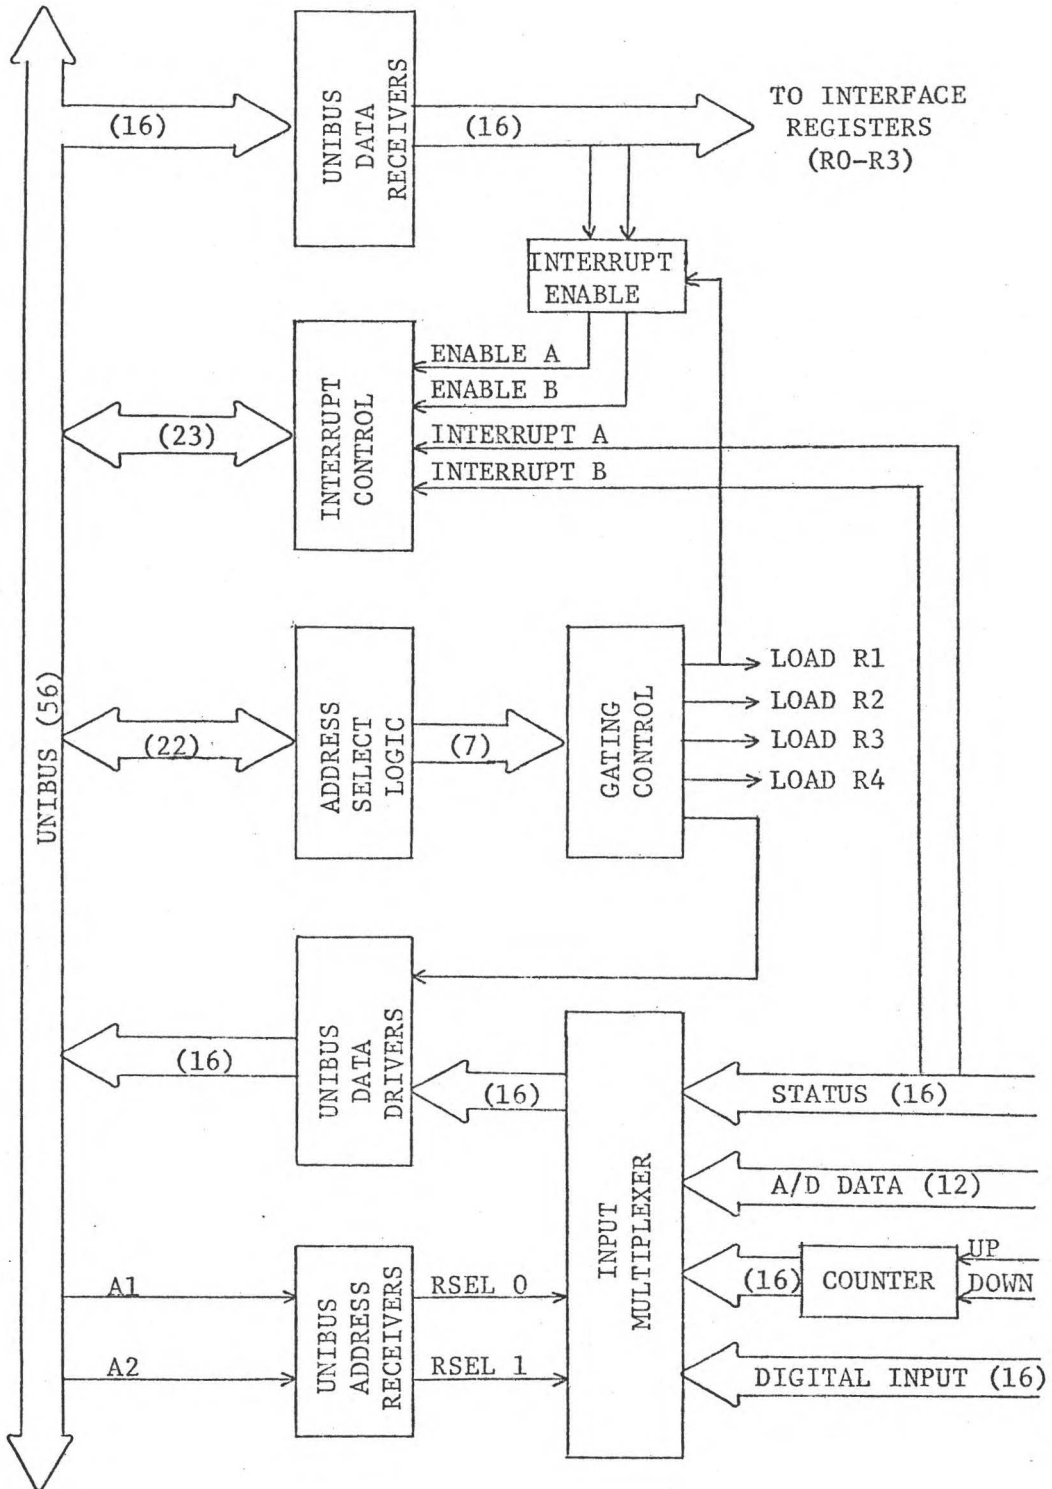 UNIBUS (56)
(16)
UNIBUS
DATA
RECEIVERS
(16)
TO INTERFACE
REGISTERS
(R0-R3)
INTERRUPT
ENABLE
ENABLE A
ENABLE B
INTERRUPT A
INTERRUPT B
(23)
INTERRUPT
CONTROL
(22)
ADDRESS
SELECT
LOGIC
(7)
GATING
CONTROL
LOAD R1
LOAD R2
LOAD R3
LOAD R4
(16)
UNIBUS
DATA
DRIVERS
(16)
INPUT
MULTIPLEXER
STATUS (16)
A/D DATA (12)
(16)
COUNTER
UP
DOWN
DIGITAL INPUT (16)
A1
A2
UNIBUS
ADDRESS
RECEIVERS
RSEL 0
RSEL 1